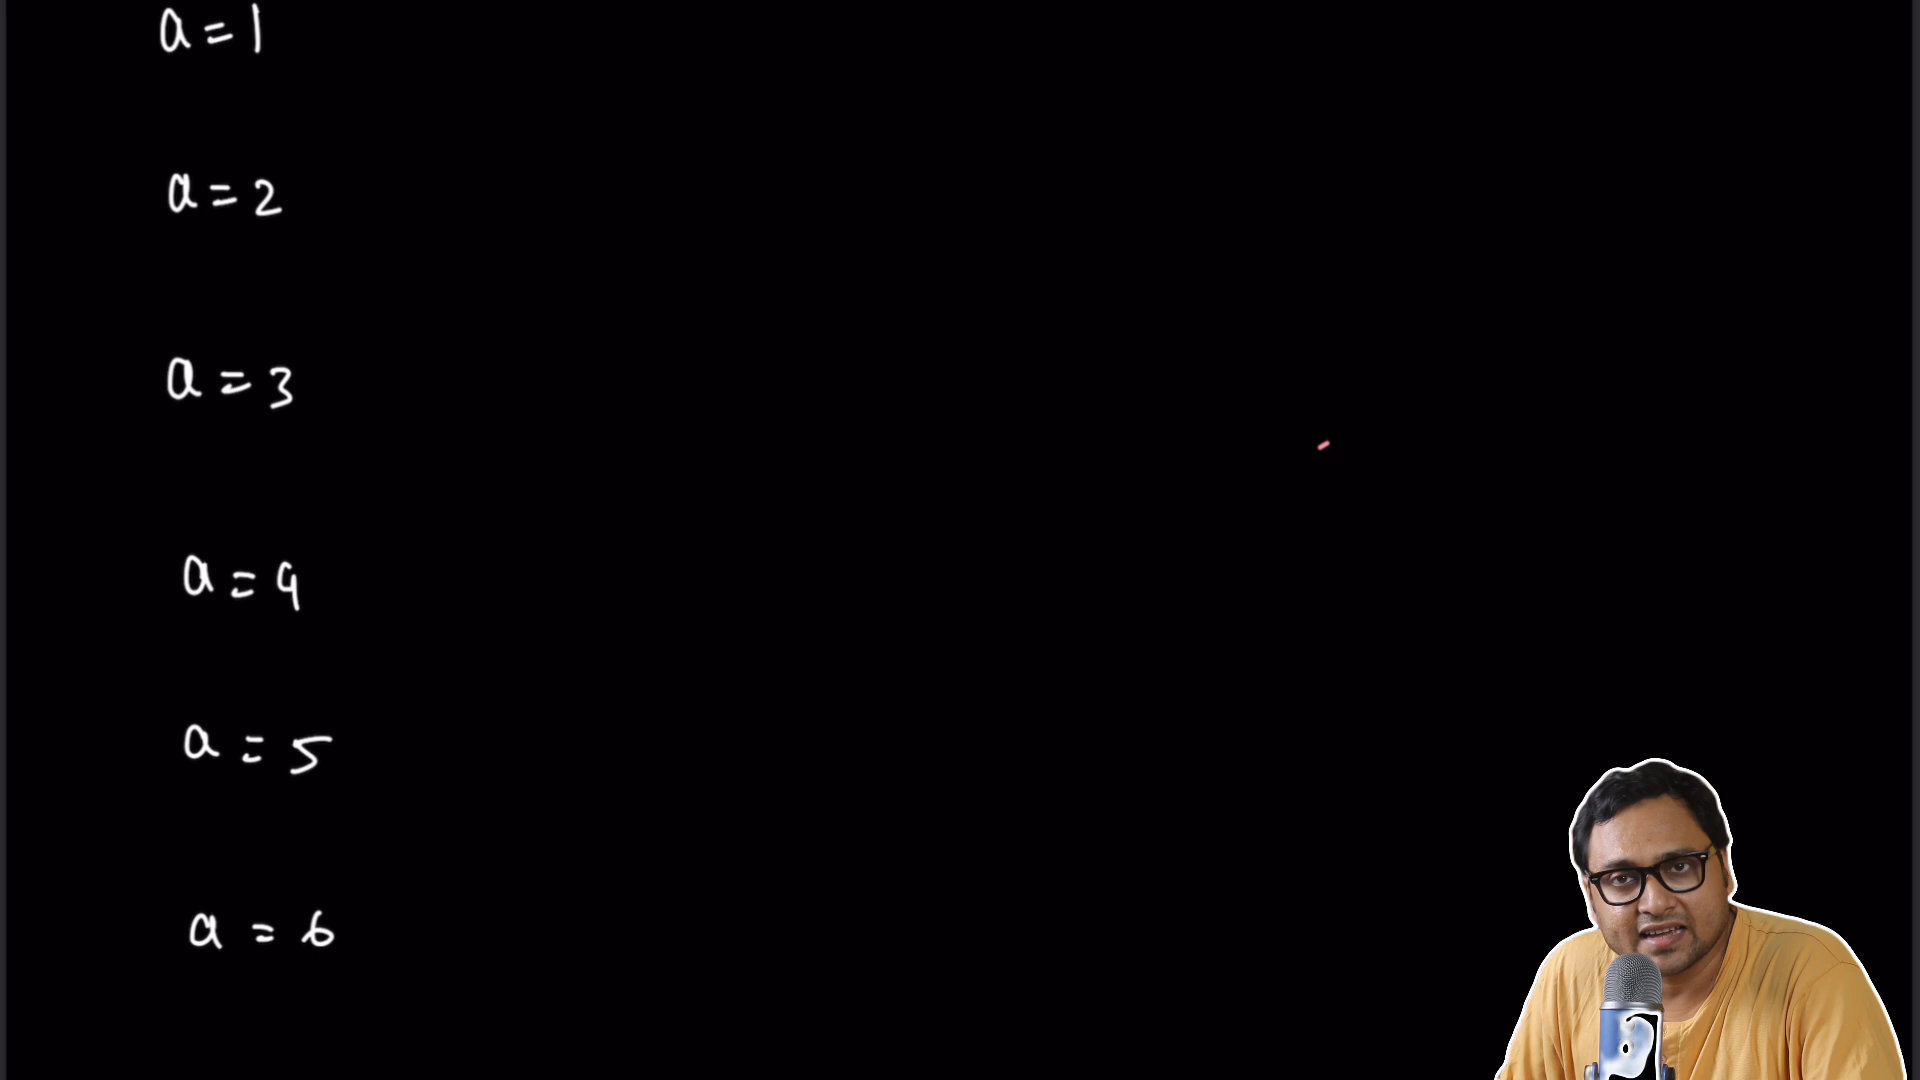 a = 1
a = 2
a = 3
a = 4
a = 5
a = 6